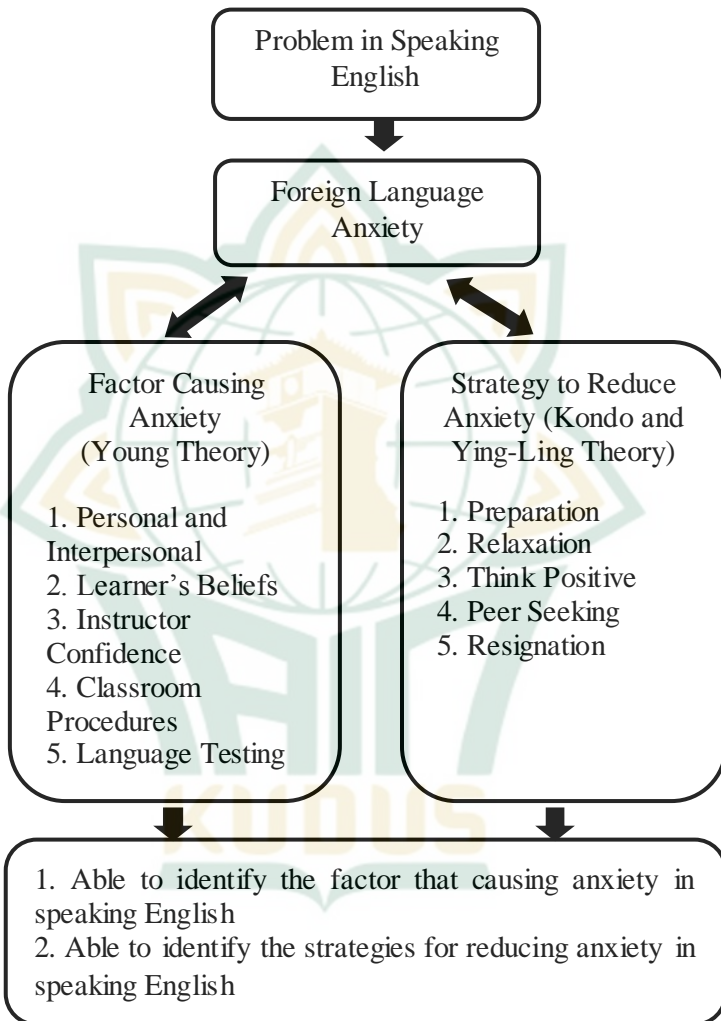 Problem in Speaking
English
Foreign Language
Anxiety
Factor Causing
Anxiety
(Young Theory)
1. Personal and
Interpersonal
2. Learner's Beliefs
3. Instructor
Confidence
4. Classroom
Procedures
5. Language Testing
Strategy to Reduce
Anxiety (Kondo and
Ying-Ling Theory)
1. Preparation
2. Relaxation
3. Think Positive
4. Peer Seeking
5. Resignation
KUDUS
1. Able to identify the factor that causing anxiety in
speaking English
2. Able to identify the strategies for reducing anxiety in
speaking English